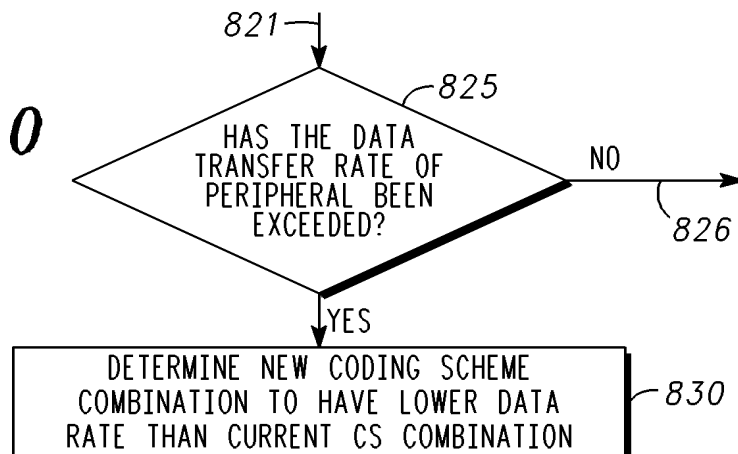 821
825
0
HAS THE DATA
TRANSFER RATE OF
PERIPHERAL BEEN
EXCEEDED?
NO
826
YES
DETERMINE NEW CODING SCHEME
COMBINATION TO HAVE LOWER DATA
RATE THAN CURRENT CS COMBINATION
830